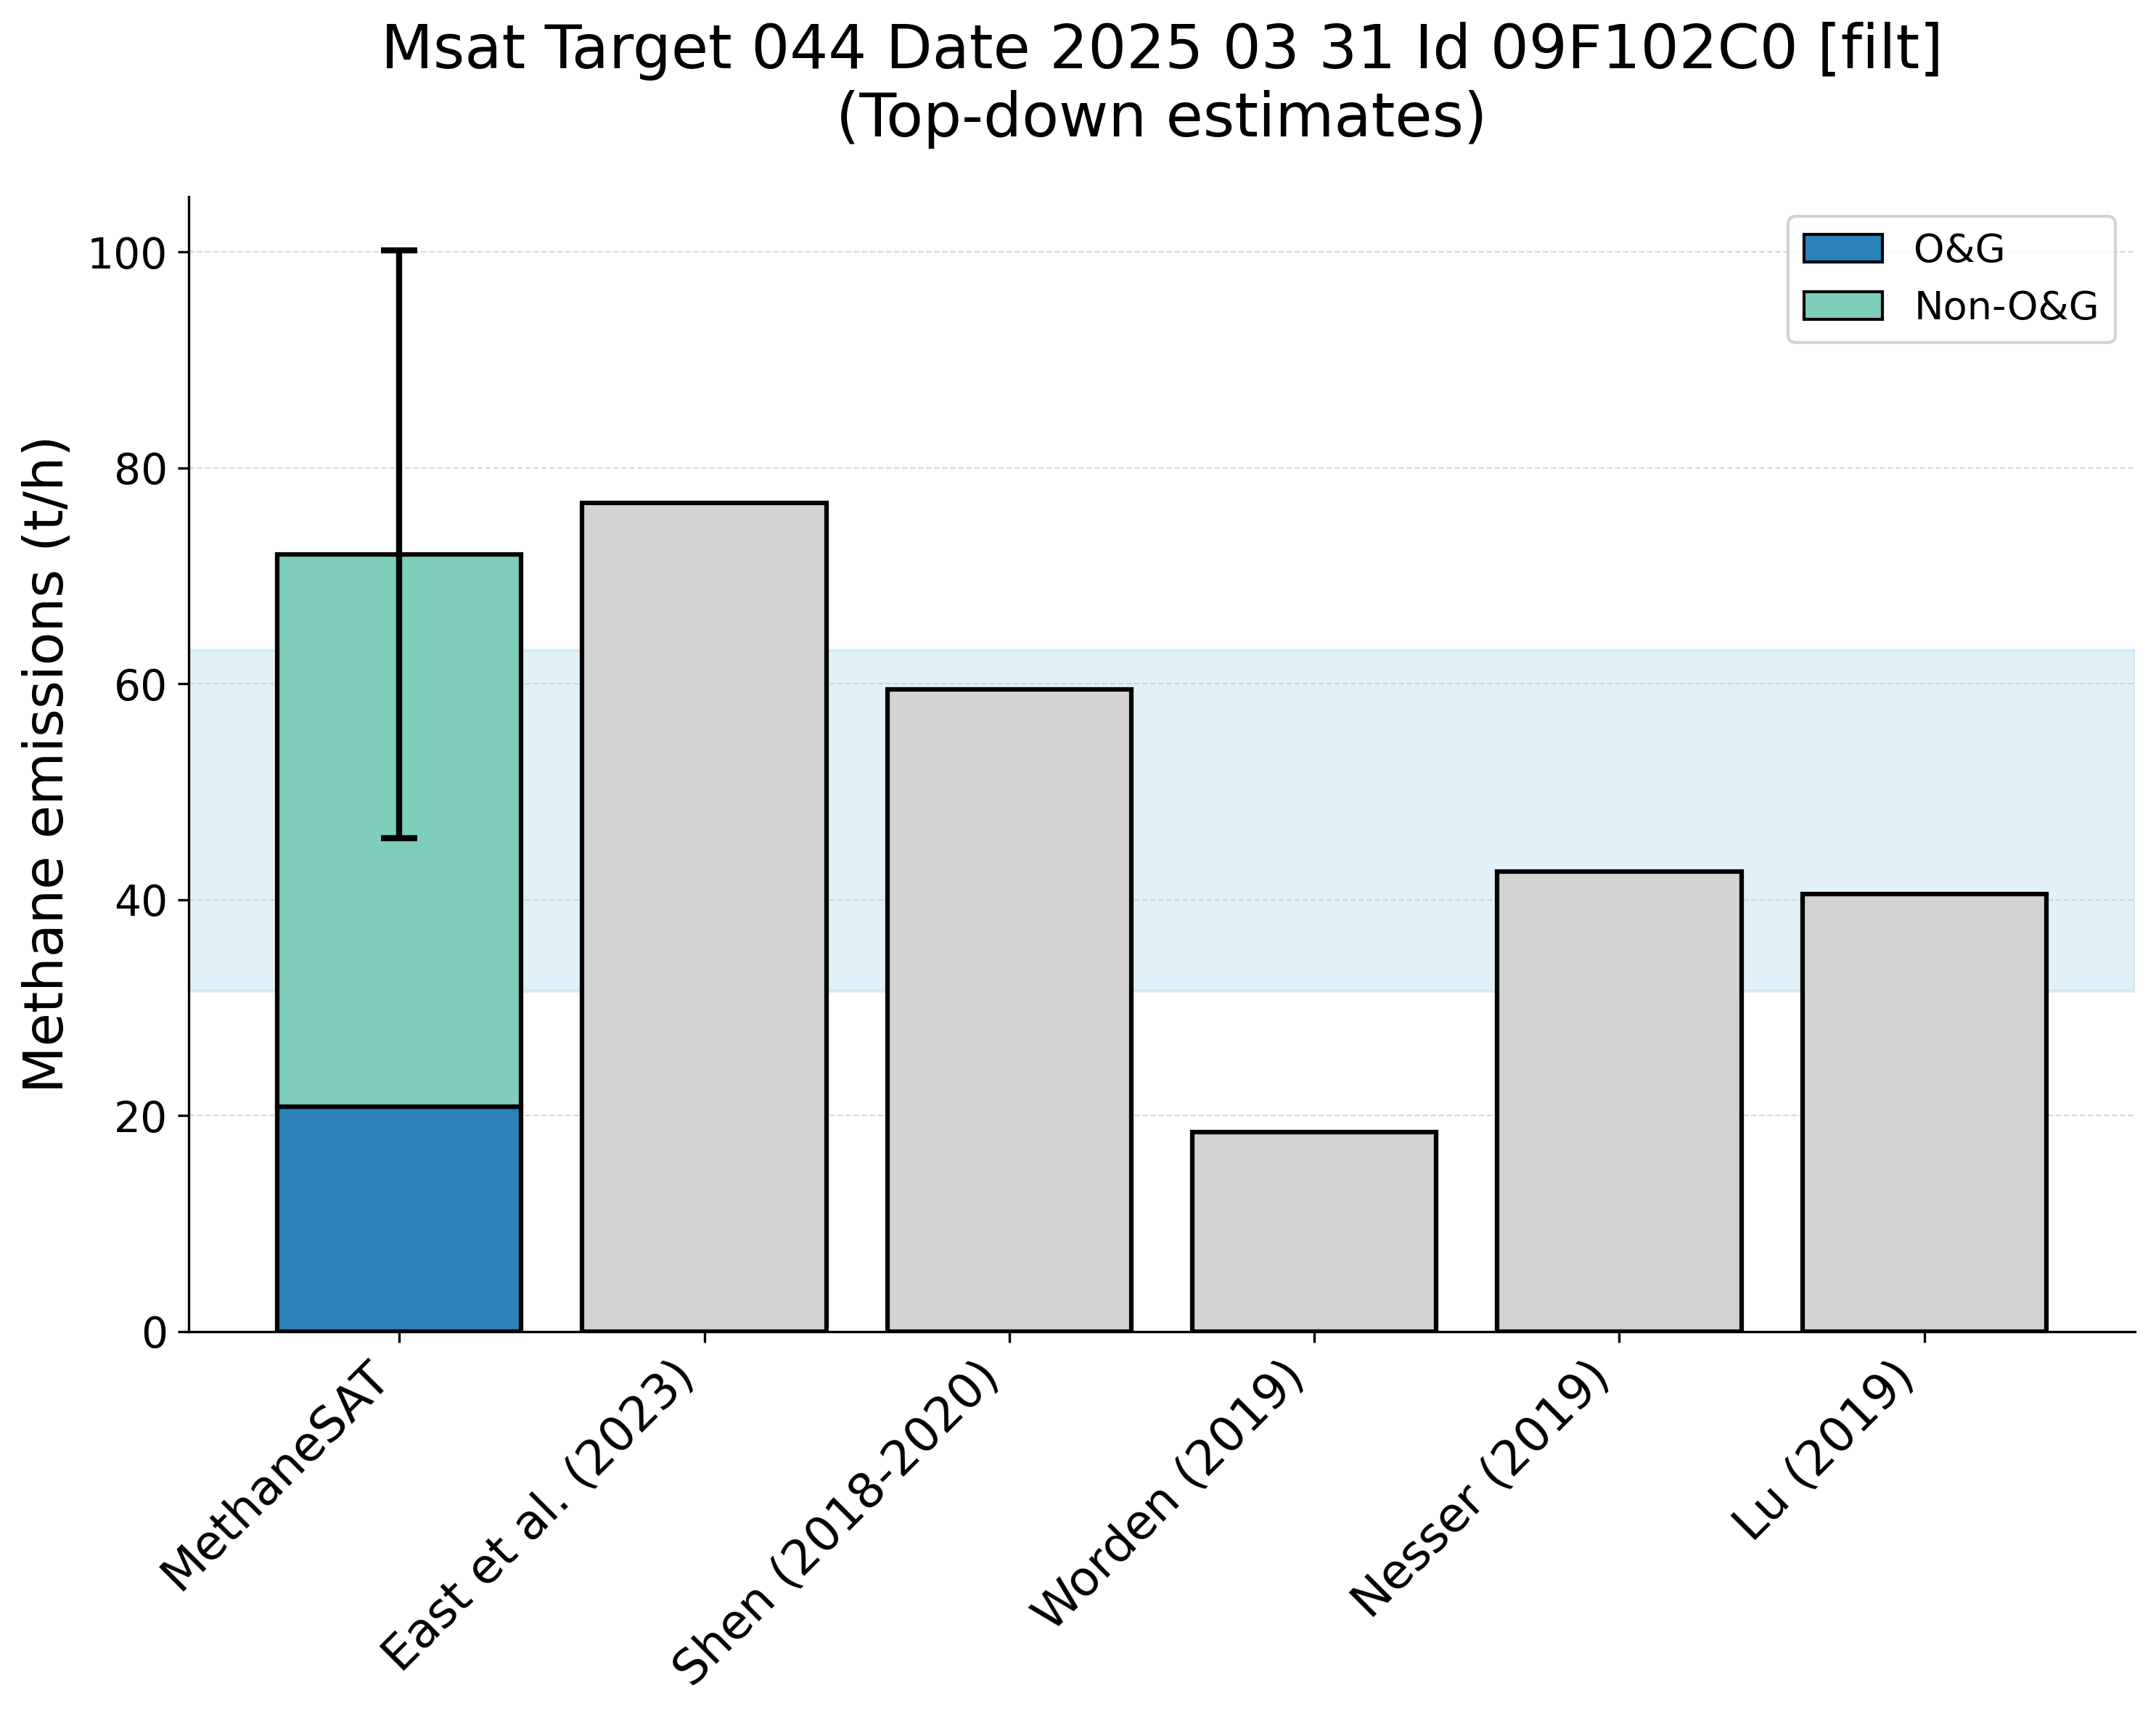 Msat Target 044 Date 2025 03 31 Id 09F102C0 [filt]
(Top-down estimates)
O&G
Non-O&G
Methane emissions (t/h)
100
80
60
40
20
0
MethaneSAT
East et al. (2023)
Shen (2018-2020)
Worden (2019)
Nesser (2019)
Lu (2019)